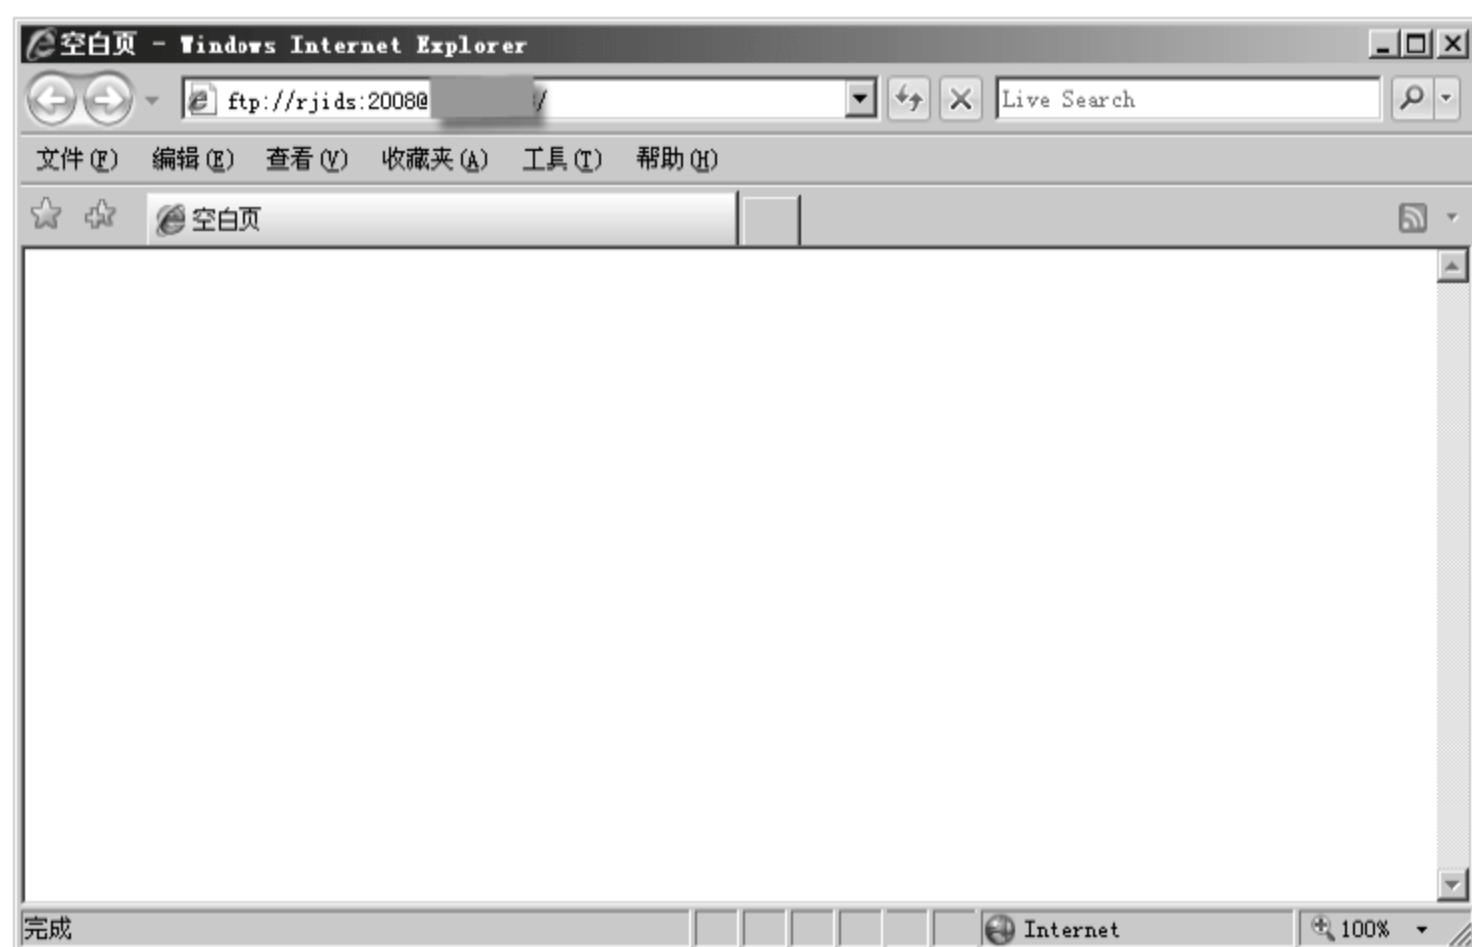 空白页 - Windows Internet Explorer
ftp://rjids:2008@ / Live Search
文件(F) 编辑(E) 查看(V) 收藏夹(A) 工具(T) 帮助(H)
空白页
完成 Internet 100%